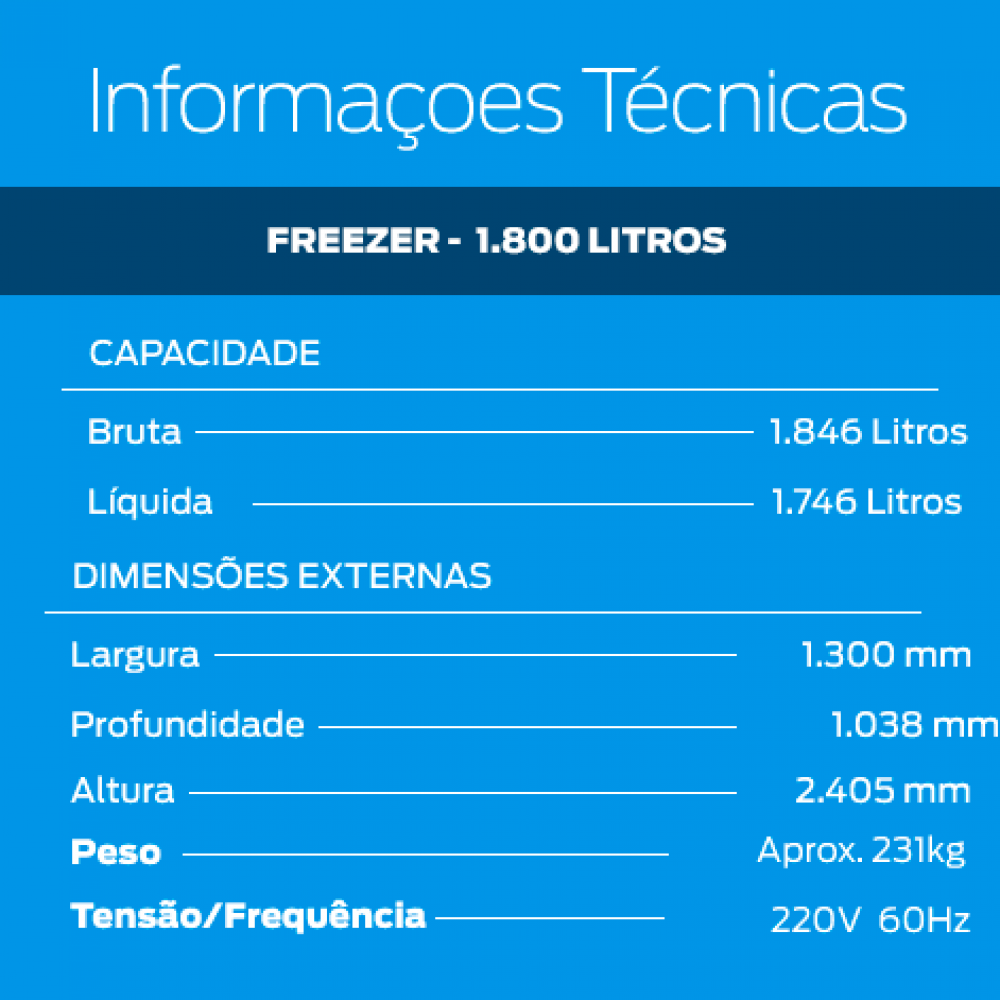 Informaçoes Técnicas
FREEZER - 1.800 LITROS
CAPACIDADE
Bruta 1.846 Litros
Líquida 1.746 Litros
DIMENSÕES EXTERNAS
Largura 1.300 mm
Profundidade 1.038 mm
Altura 2.405 mm
Peso Aprox. 231kg
Tensão/Frequência 220V 60Hz